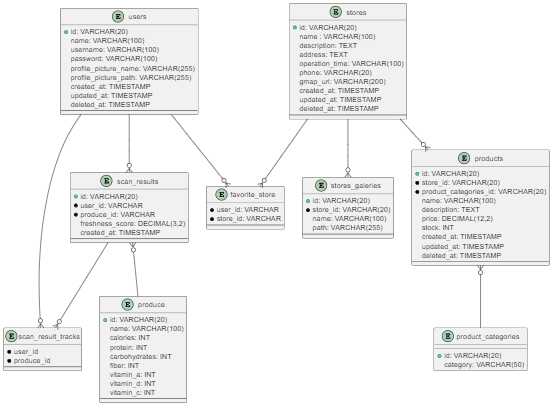 E users
id: VARCHAR(20)
name: VARCHAR(100)
username: VARCHAR(100)
password: VARCHAR(100)
profile_picture_name: VARCHAR(255)
profile_picture_path: VARCHAR(255)
created_at: TIMESTAMP
updated_at: TIMESTAMP
deleted_at: TIMESTAMP
E stores
id: VARCHAR(20)
name : VARCHAR(100)
description: TEXT
address: TEXT
operation_time: VARCHAR(100)
phone: VARCHAR(20)
gmap_url: VARCHAR(200)
created_at: TIMESTAMP
updated_at: TIMESTAMP
deleted_at: TIMESTAMP
E scan_results
id: VARCHAR(20)
user_id: VARCHAR
produce_id: VARCHAR
freshness_score: DECIMAL(3,2)
created_at: TIMESTAMP
E favorite_store
user_id: VARCHAR
store_id: VARCHAR
E stores_galeries
id: VARCHAR(20)
store_id: VARCHAR(20)
name: VARCHAR(100)
path: VARCHAR(255)
E products
id: VARCHAR(20)
store_id: VARCHAR(20)
product_categories_id: VARCHAR(20)
name: VARCHAR(100)
description: TEXT
price: DECIMAL(12,2)
stock: INT
created_at: TIMESTAMP
updated_at: TIMESTAMP
deleted_at: TIMESTAMP
E scan_result_tracks
user_id
produce_id
E produce
id: VARCHAR(20)
name: VARCHAR(100)
calories: INT
protein: INT
carbohydrates: INT
fiber: INT
vitamin_a: INT
vitamin_d: INT
vitamin_c: INT
E product_categories
id: VARCHAR(20)
category: VARCHAR(50)